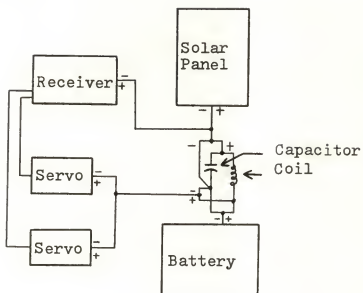 Solar
Panel
- +
Receiver
-
+
- +
Capacitor
Coil
Servo
-
+
-
+
Servo
-
+
- +
Battery